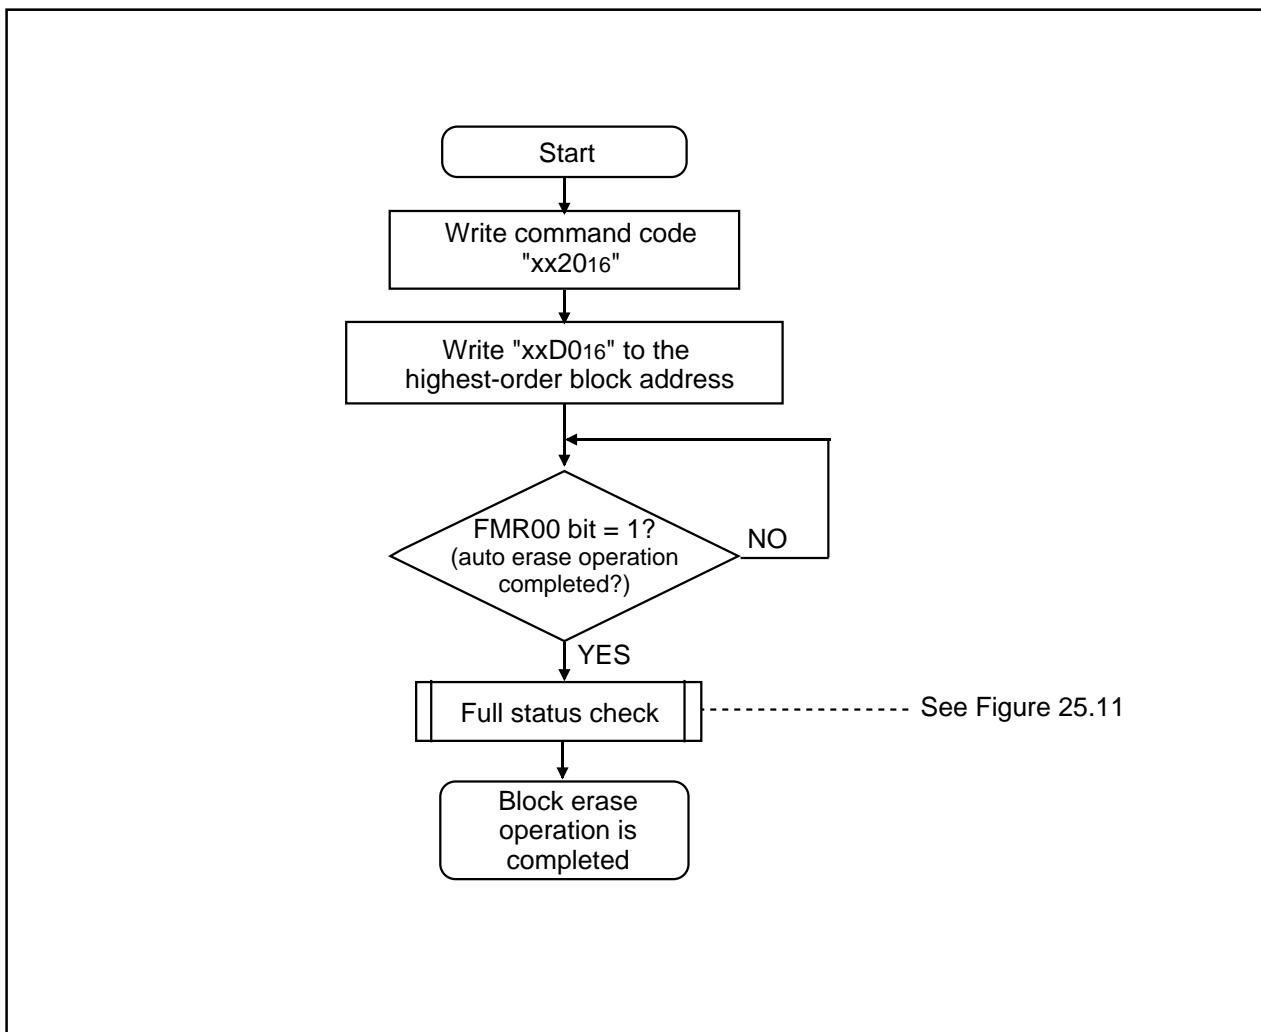 Start
Write command code
"xx2016"
Write "xxD016" to the
highest-order block address
FMR00 bit = 1?
(auto erase operation
completed?)
NO
YES
Full status check
See Figure 25.11
Block erase
operation is
completed